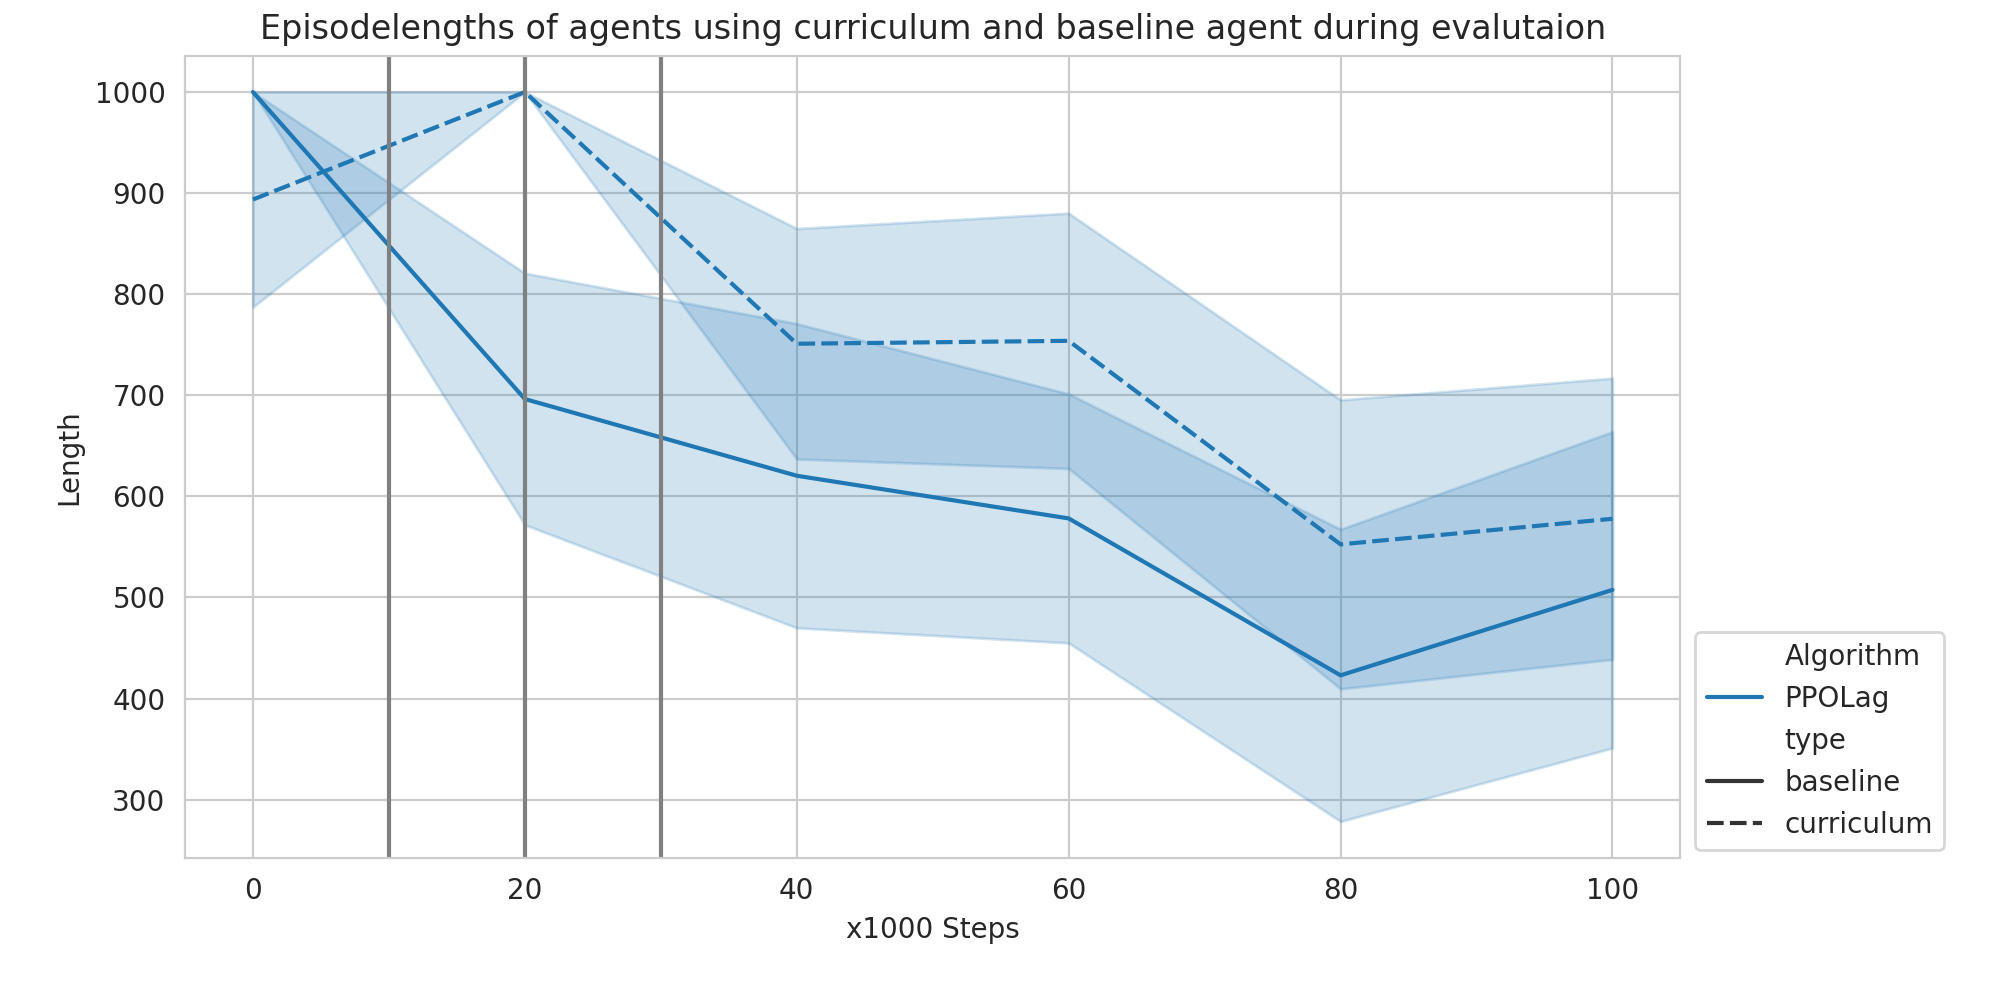 Episodelengths of agents using curriculum and baseline agent during evalutaion
1000
900
800
700
600
500
400
300
Length
0 20 40 60 80 100
x1000 Steps
Algorithm
PPOLag
type
baseline
curriculum